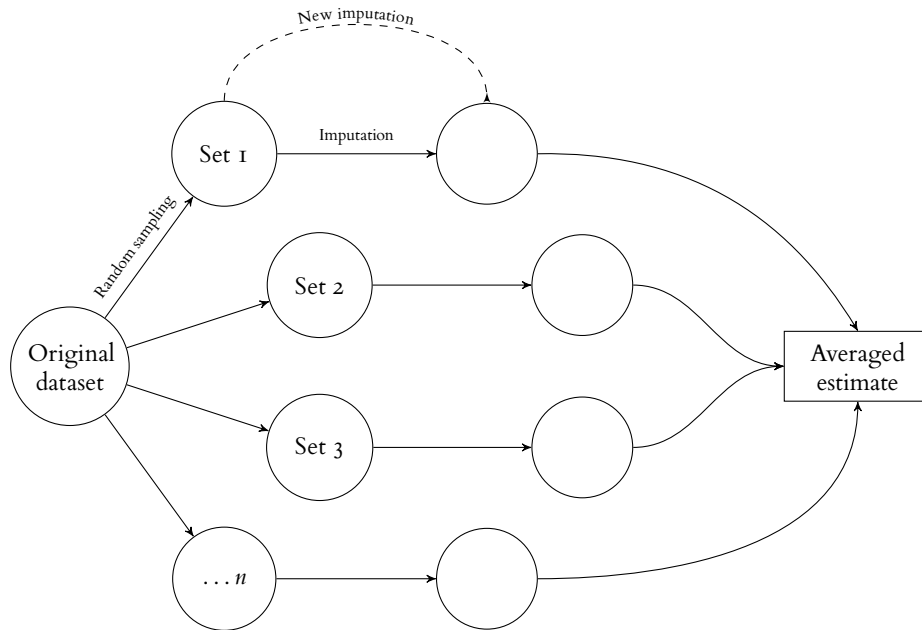 New imputation
Imputation
Set 1
Random sampling
Set 2
Original
dataset
Averaged
estimate
Set 3
…n